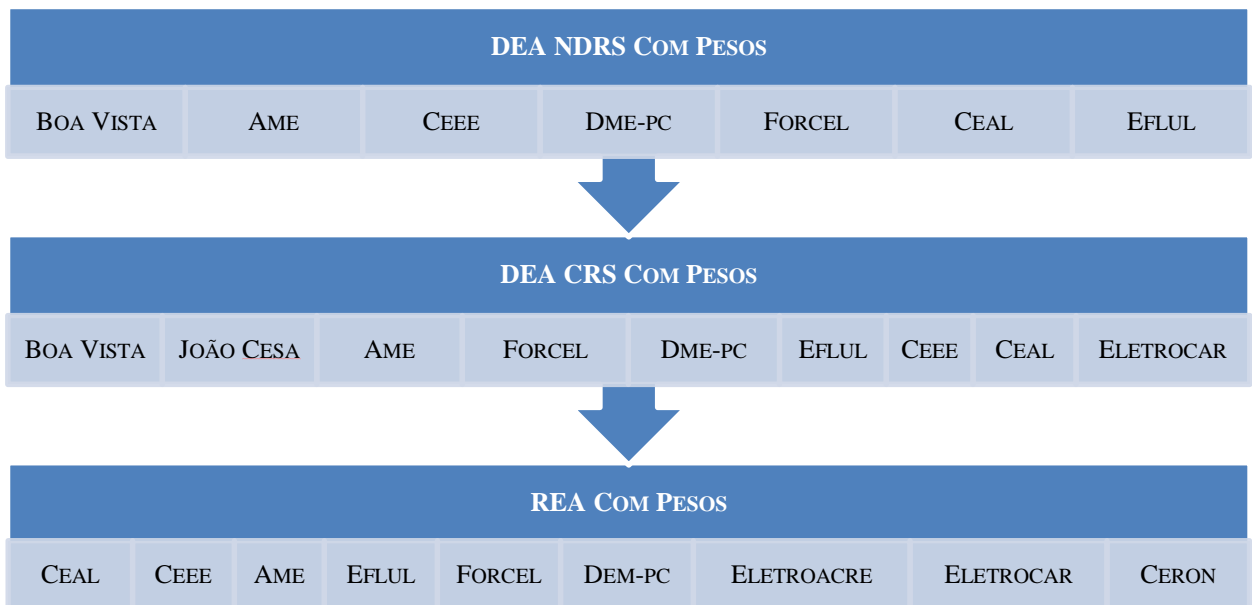 DEA NDRS COM PESOS
BOA VISTA AME CEEE DME-PC FORCEL CEAL EFLUL
DEA CRS COM PESOS
BOA VISTA JOÃO CESA AME FORCEL DME-PC EFLUL CEEE CEAL ELETROCAR
REA COM PESOS
CEAL CEEE AME EFLUL FORCEL DEM-PC ELETROACRE ELETROCAR CERON